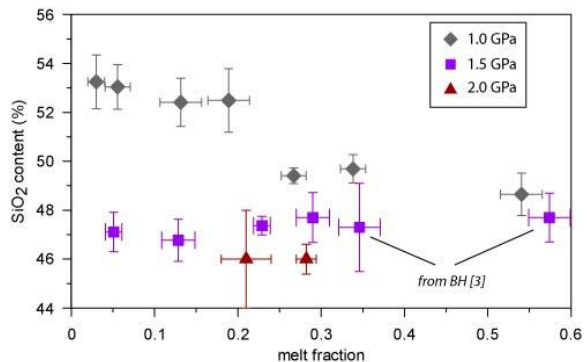 56
54
52
50
48
46
44
SiO2 content (%)
1.0 GPa
1.5 GPa
2.0 GPa
from BH [3]
0 0.1 0.2 0.3 0.4 0.5 0.6
melt fraction